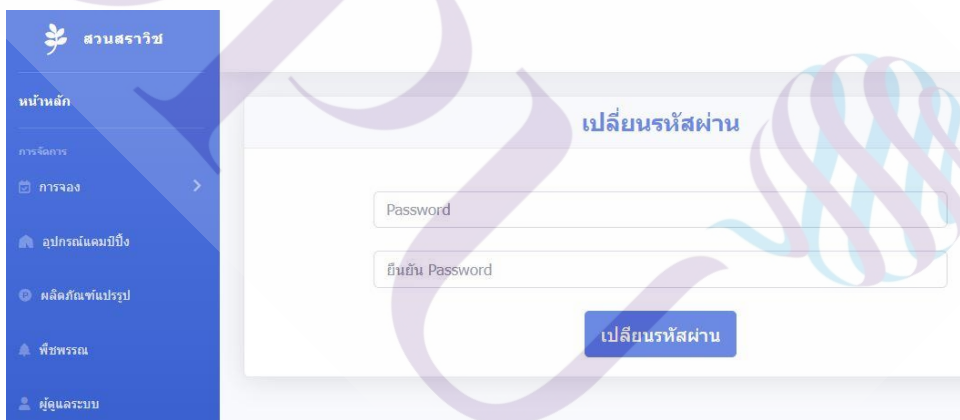 สวนสราวิช
หน้าหลัก
การจัดการ
การจอง
อุปกรณ์แคมป์ปิ้ง
ผลิตภัณฑ์แปรรูป
พืชพรรณ
ผู้ดูแลระบบ
เปลี่ยนรหัสผ่าน
Password
ยืนยัน Password
เปลี่ยนรหัสผ่าน